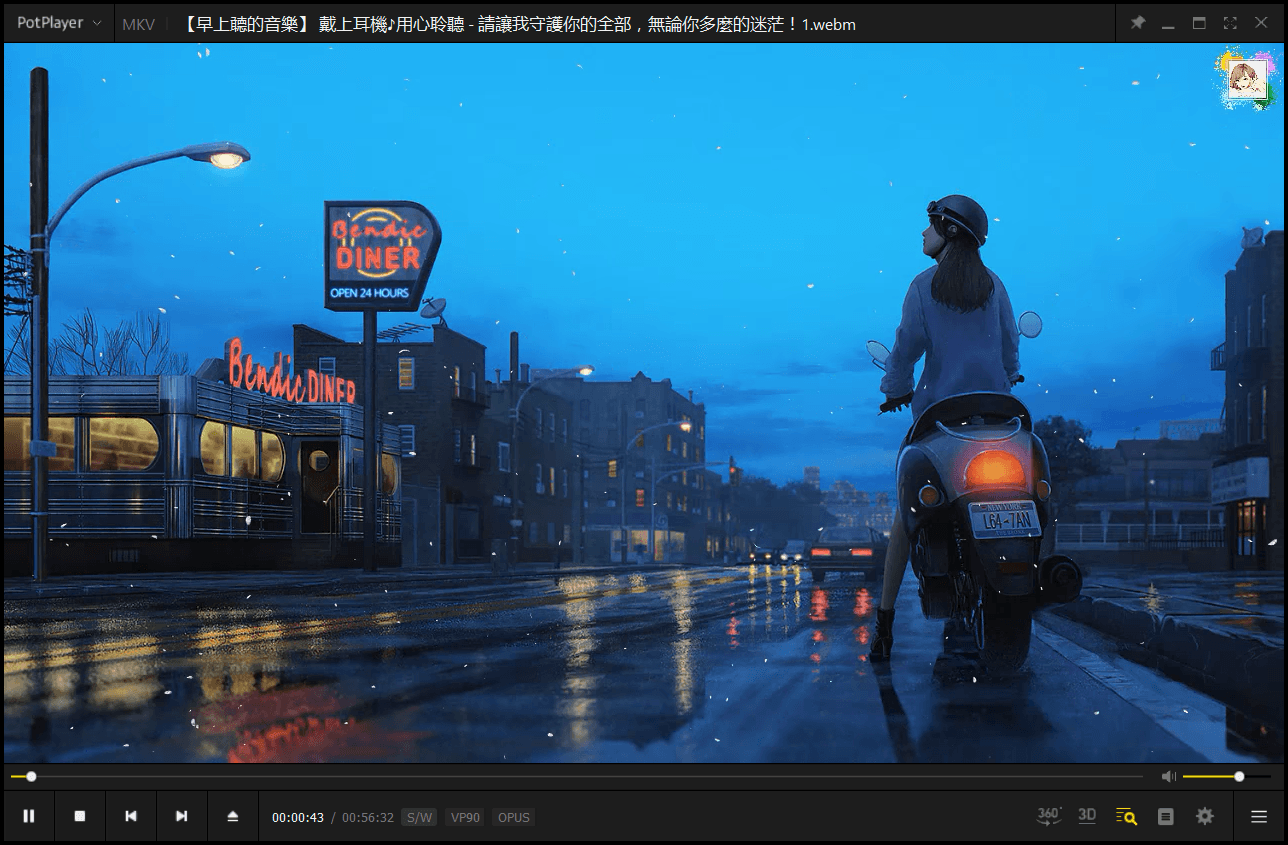 PotPlayer
MKV
【早上聽的音樂】 戴上耳機♪用心聆聽 - 請讓我守護你的全部，無論你多麼的迷茫！1.webm
Bendic
DINER
OPEN 24 HOURS
Bendic DINER
NEW YORK
L64-7AN
00:00:43 / 00:56:32 S/W VP90 OPUS
360°
3D